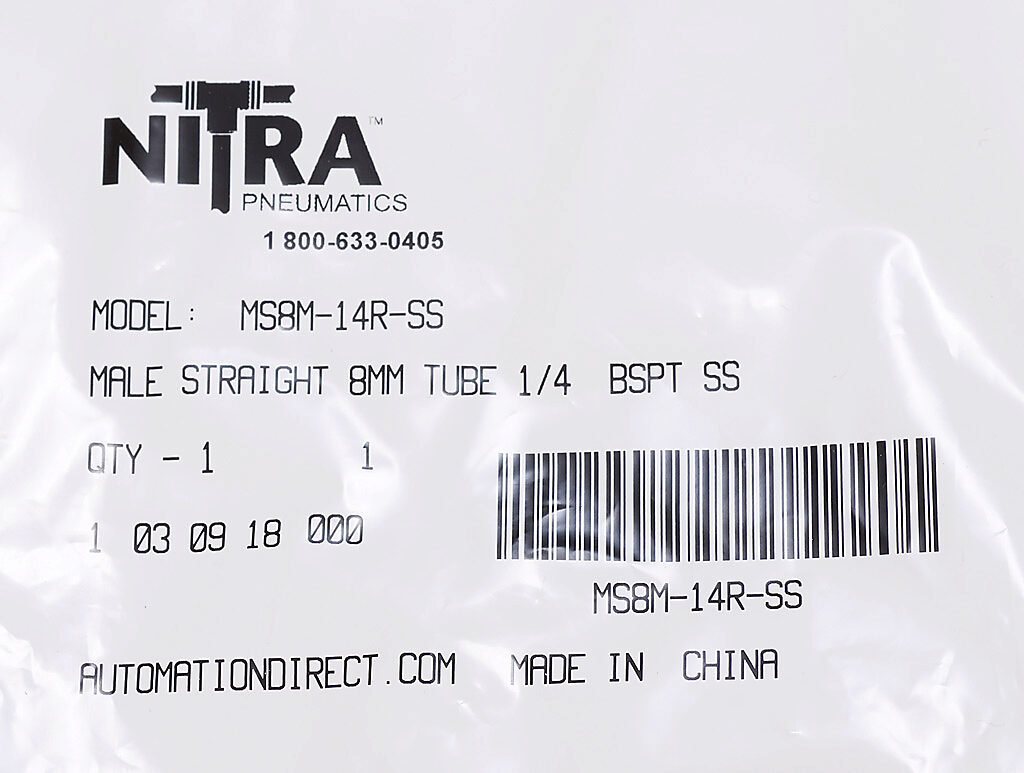 NITRA™
PNEUMATICS
1 800-633-0405
MODEL: MS8M-14R-SS
MALE STRAIGHT 8MM TUBE 1/4 BSPT SS
QTY - 1 1
1 03 09 18 000
MS8M-14R-SS
AUTOMATIONDIRECT.COM MADE IN CHINA